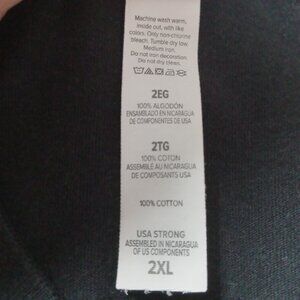 Machine wash warm,
inside out, with like
colors. Only non-chlorine
bleach. Tumble dry low.
Medium iron.
Do not iron decoration.
Do not dry clean.
2EG
100% ALGODÓN
ENSAMBLADO EN NICARAGUA
DE COMPONENTES DE USA
2TG
100% COTON
ASSEMBLÉ AU NICARAGUA
DE COMPOSANTS USA
100% COTTON
USA STRONG
ASSEMBLED IN NICARAGUA
OF US COMPONENTS
2XL